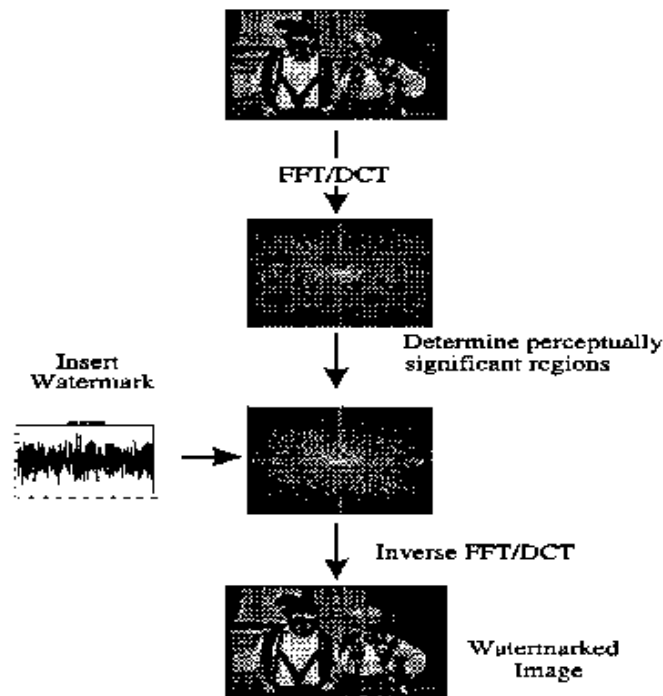 FFT/DCT
Determine perceptually
significant regions
Insert
Watermark
Inverse FFT/DCT
Watermarked
Image